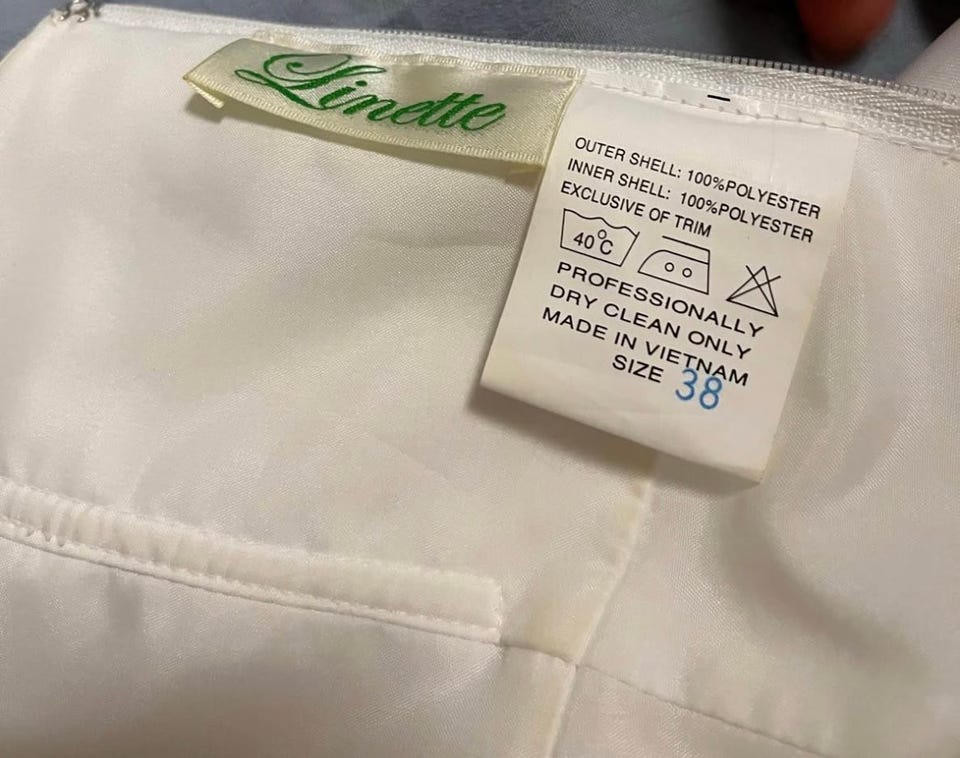 Linette
OUTER SHELL: 100%POLYESTER
INNER SHELL: 100%POLYESTER
EXCLUSIVE OF TRIM
40°C
PROFESSIONALLY
DRY CLEAN ONLY
MADE IN VIETNAM
SIZE 38